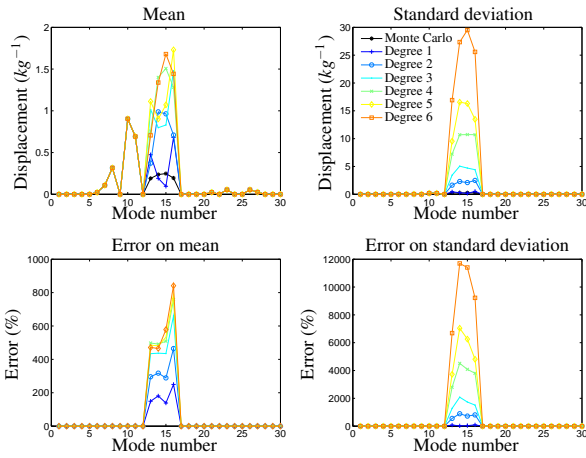 Mean
Displacement (kg⁻¹)
2
1.5
1
0.5
0
0 5 10 15 20 25 30
Mode number
Standard deviation
Displacement (kg⁻¹)
30
25
20
15
10
5
0
Monte Carlo
Degree 1
Degree 2
Degree 3
Degree 4
Degree 5
Degree 6
0 5 10 15 20 25 30
Mode number
Error on mean
Error (%)
1000
800
600
400
200
0
0 5 10 15 20 25 30
Mode number
Error on standard deviation
Error (%)
12000
10000
8000
6000
4000
2000
0
0 5 10 15 20 25 30
Mode number